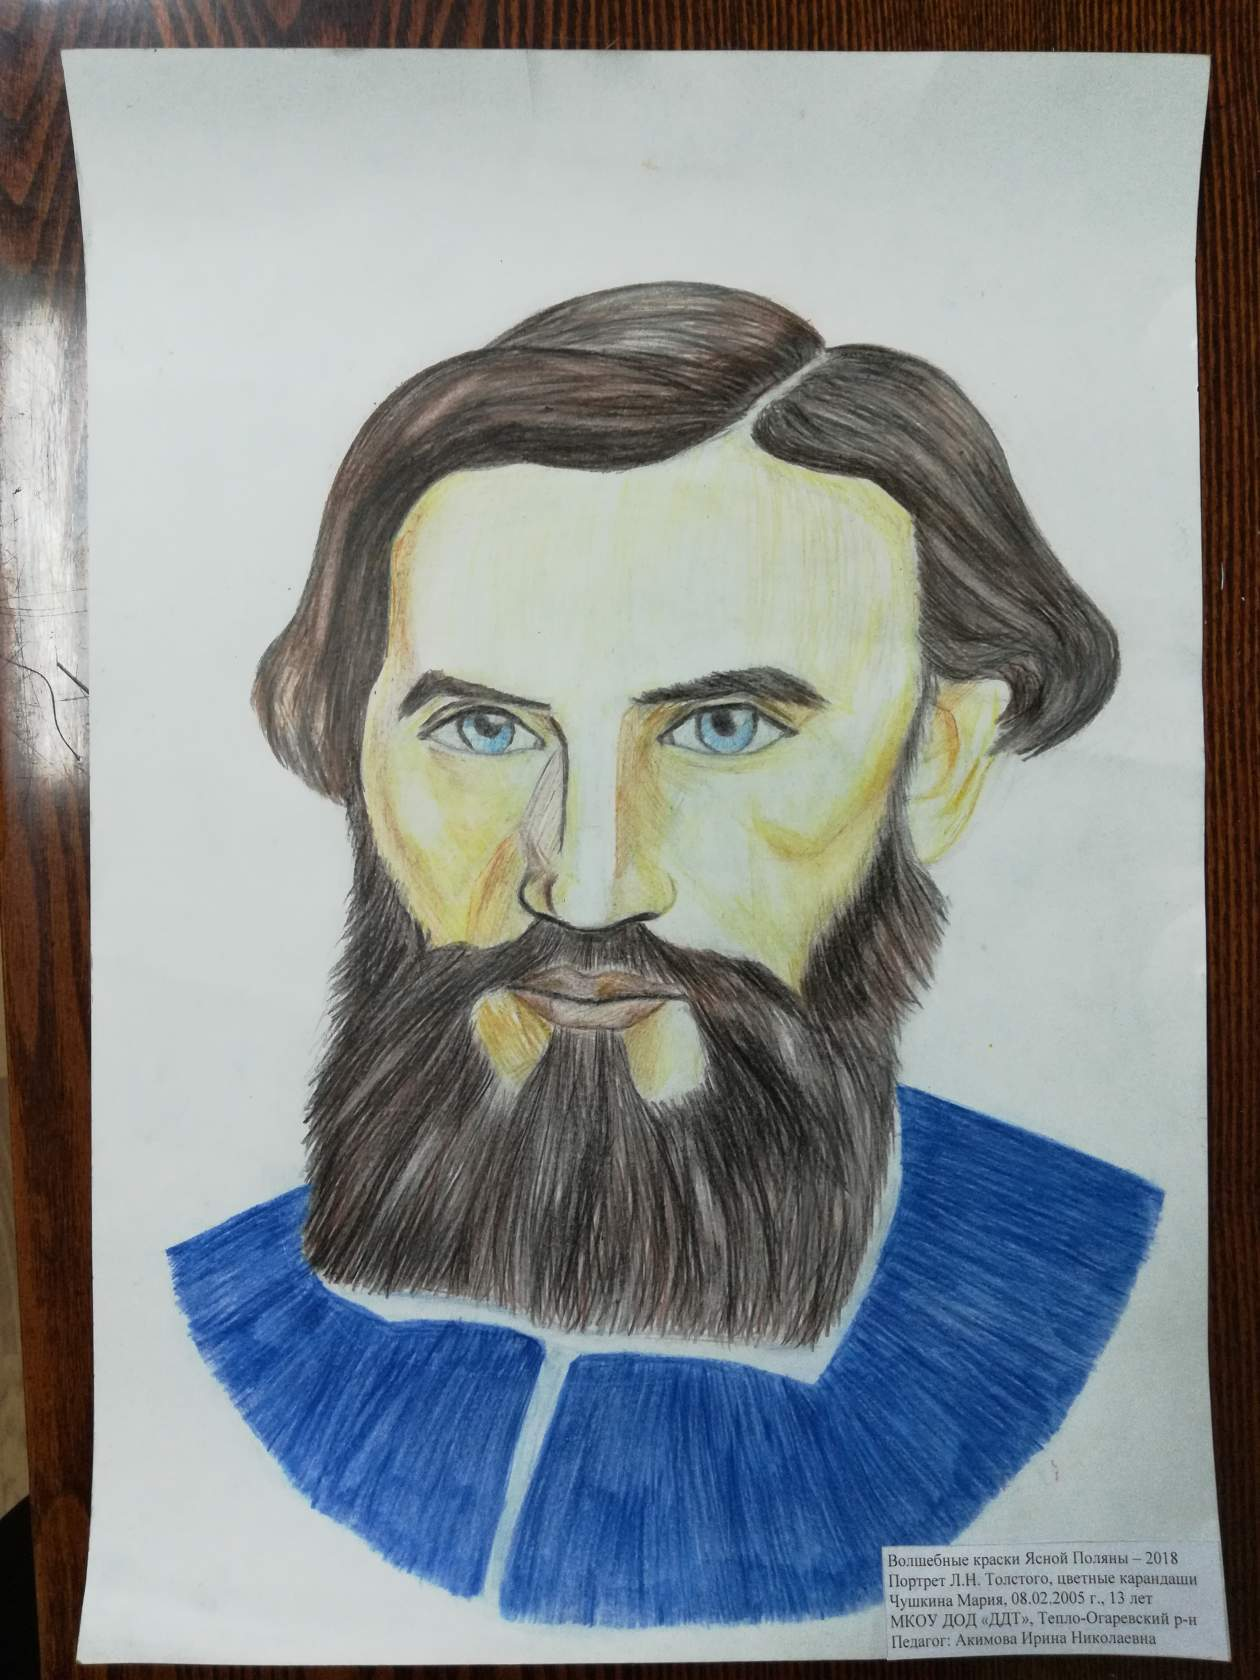 Волшебные краски Ясной Поляны – 2018
Портрет Л.Н. Толстого, цветные карандаши
Чушкина Мария, 08.02.2005 г., 13 лет
МКОУ ДОД «ДДТ», Тепло-Огаревский р-н
Педагог: Акимова Ирина Николаевна